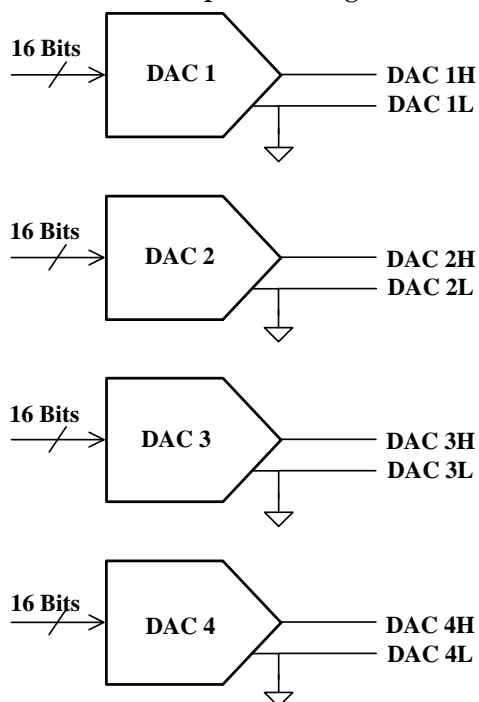 16 Bits
DAC 1
DAC 1H
DAC 1L
16 Bits
DAC 2
DAC 2H
DAC 2L
16 Bits
DAC 3
DAC 3H
DAC 3L
16 Bits
DAC 4
DAC 4H
DAC 4L